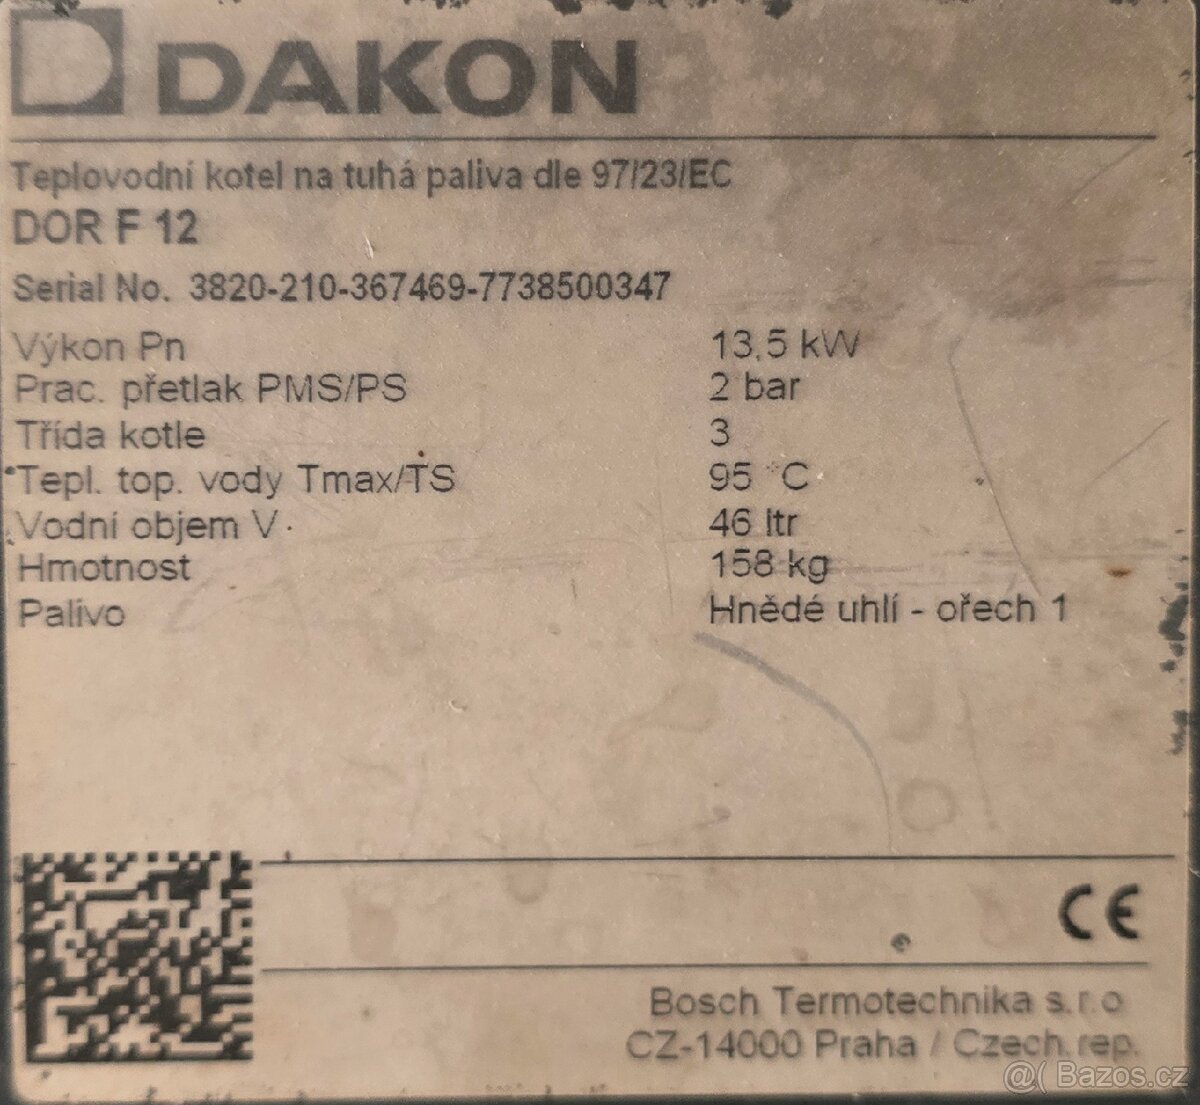 DAKON
Teplovodní kotel na tuhá paliva dle 97/23/EC
DOR F 12
Serial No. 3820-210-367469-7738500347
Výkon Pn 13,5 kW
Prac. přetlak PMS/PS 2 bar
Třída kotle 3
Tepl. top. vody Tmax/TS 95 °C
Vodní objem V 46 ltr
Hmotnost 158 kg
Palivo Hnědé uhlí - ořech 1
CE
Bosch Termotechnika s.r.o
CZ-14000 Praha / Czech rep.
@( Bazos.cz